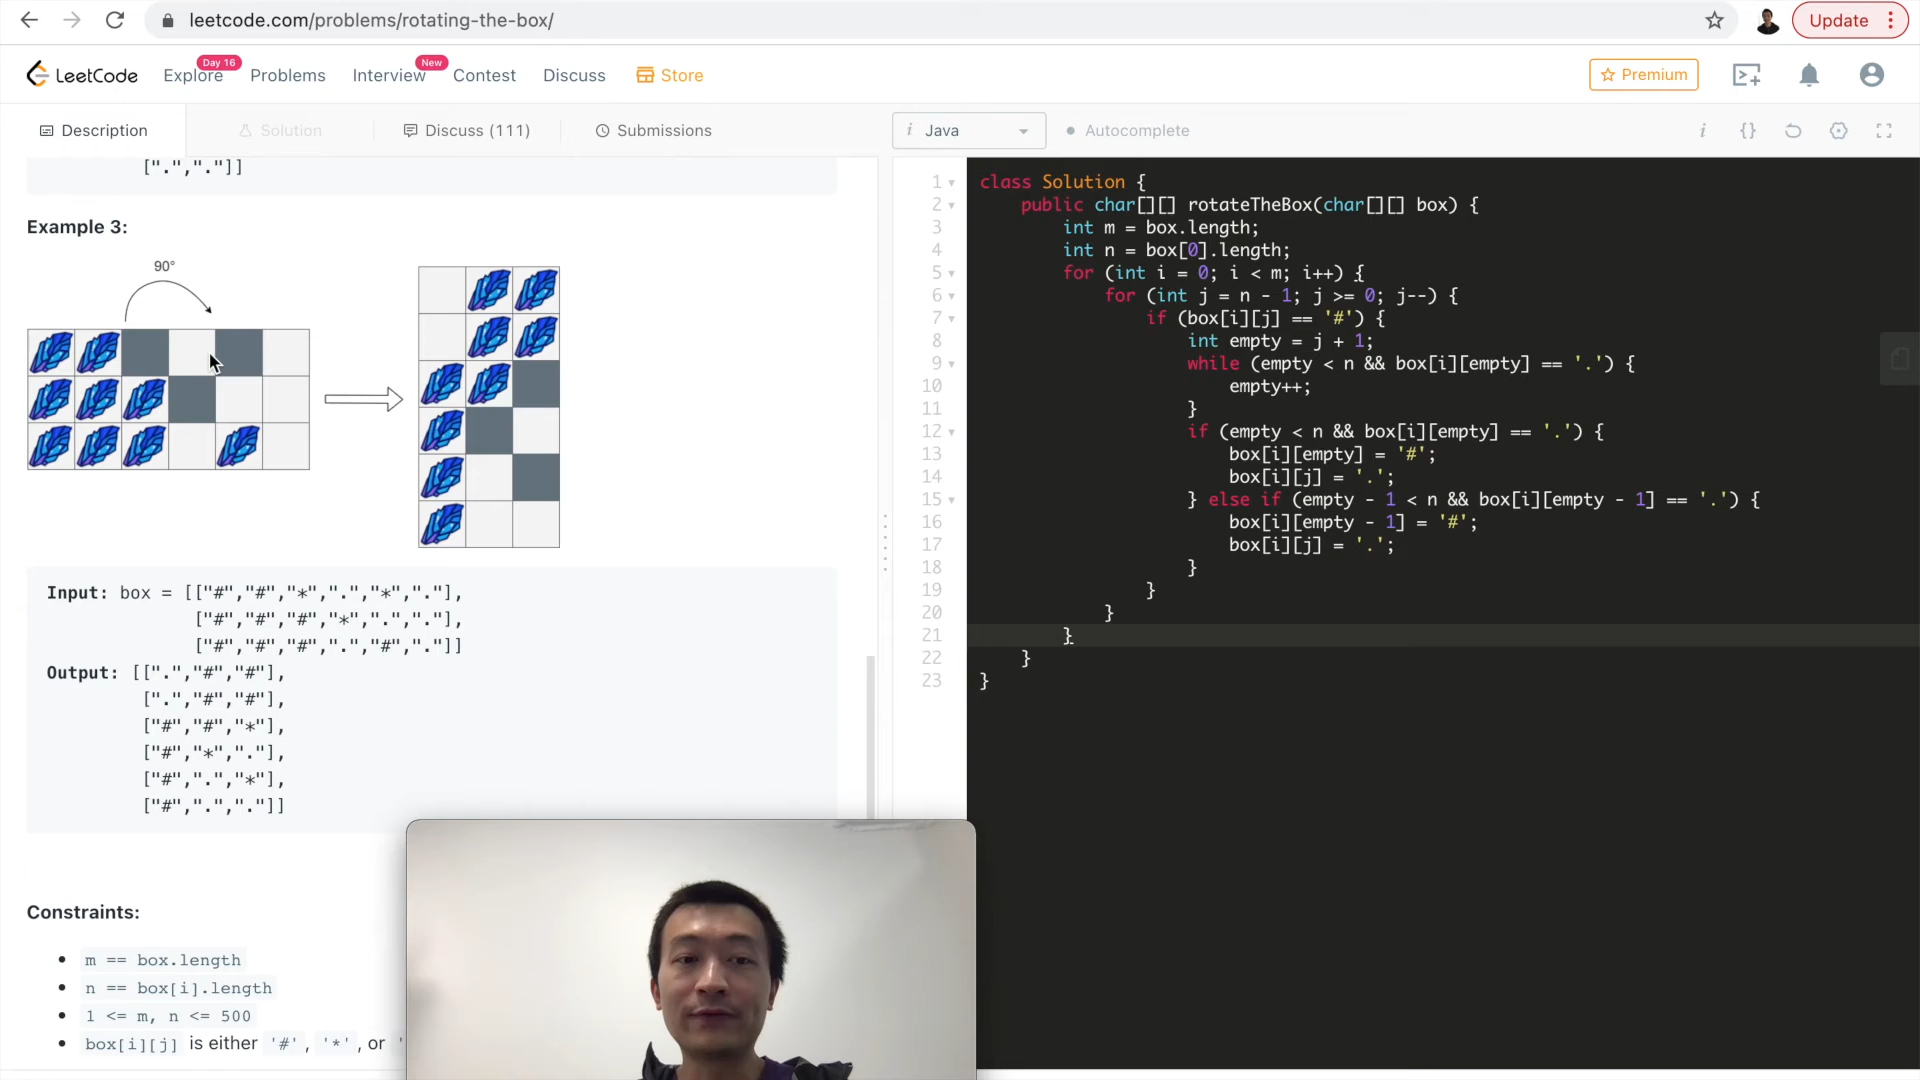 leetcode.com/problems/rotating-the-box/
Update
LeetCode
Explore
Day 16
Problems
Interview
New
Contest
Discuss
Store
Premium
Description
Solution
Discuss (111)
Submissions
i Java
Autocomplete
[".","."]]
Example 3:
90°
Input: box = [["#","#","*",".","*","."],
["#","#","#","*",".","."],
["#","#","#",".","#","."]]
Output: [[".","#","#"],
[".","#","#"],
["#","#","*"],
["#","*","."],
["#",".","*"],
["#",".","."]]
Constraints:
m == box.length
n == box[i].length
1 <= m, n <= 500
box[i][j] is either '#', '*', or '
1 class Solution {
2 public char[][] rotateTheBox(char[][] box) {
3 int m = box.length;
4 int n = box[0].length;
5 for (int i = 0; i < m; i++) {
6 for (int j = n - 1; j >= 0; j--) {
7 if (box[i][j] == '#') {
8 int empty = j + 1;
9 while (empty < n && box[i][empty] == '.') {
10 empty++;
11 }
12 if (empty < n && box[i][empty] == '.') {
13 box[i][empty] = '#';
14 box[i][j] = '.';
15 } else if (empty - 1 < n && box[i][empty - 1] == '.') {
16 box[i][empty - 1] = '#';
17 box[i][j] = '.';
18 }
19 }
20 }
21 }
22 }
23 }